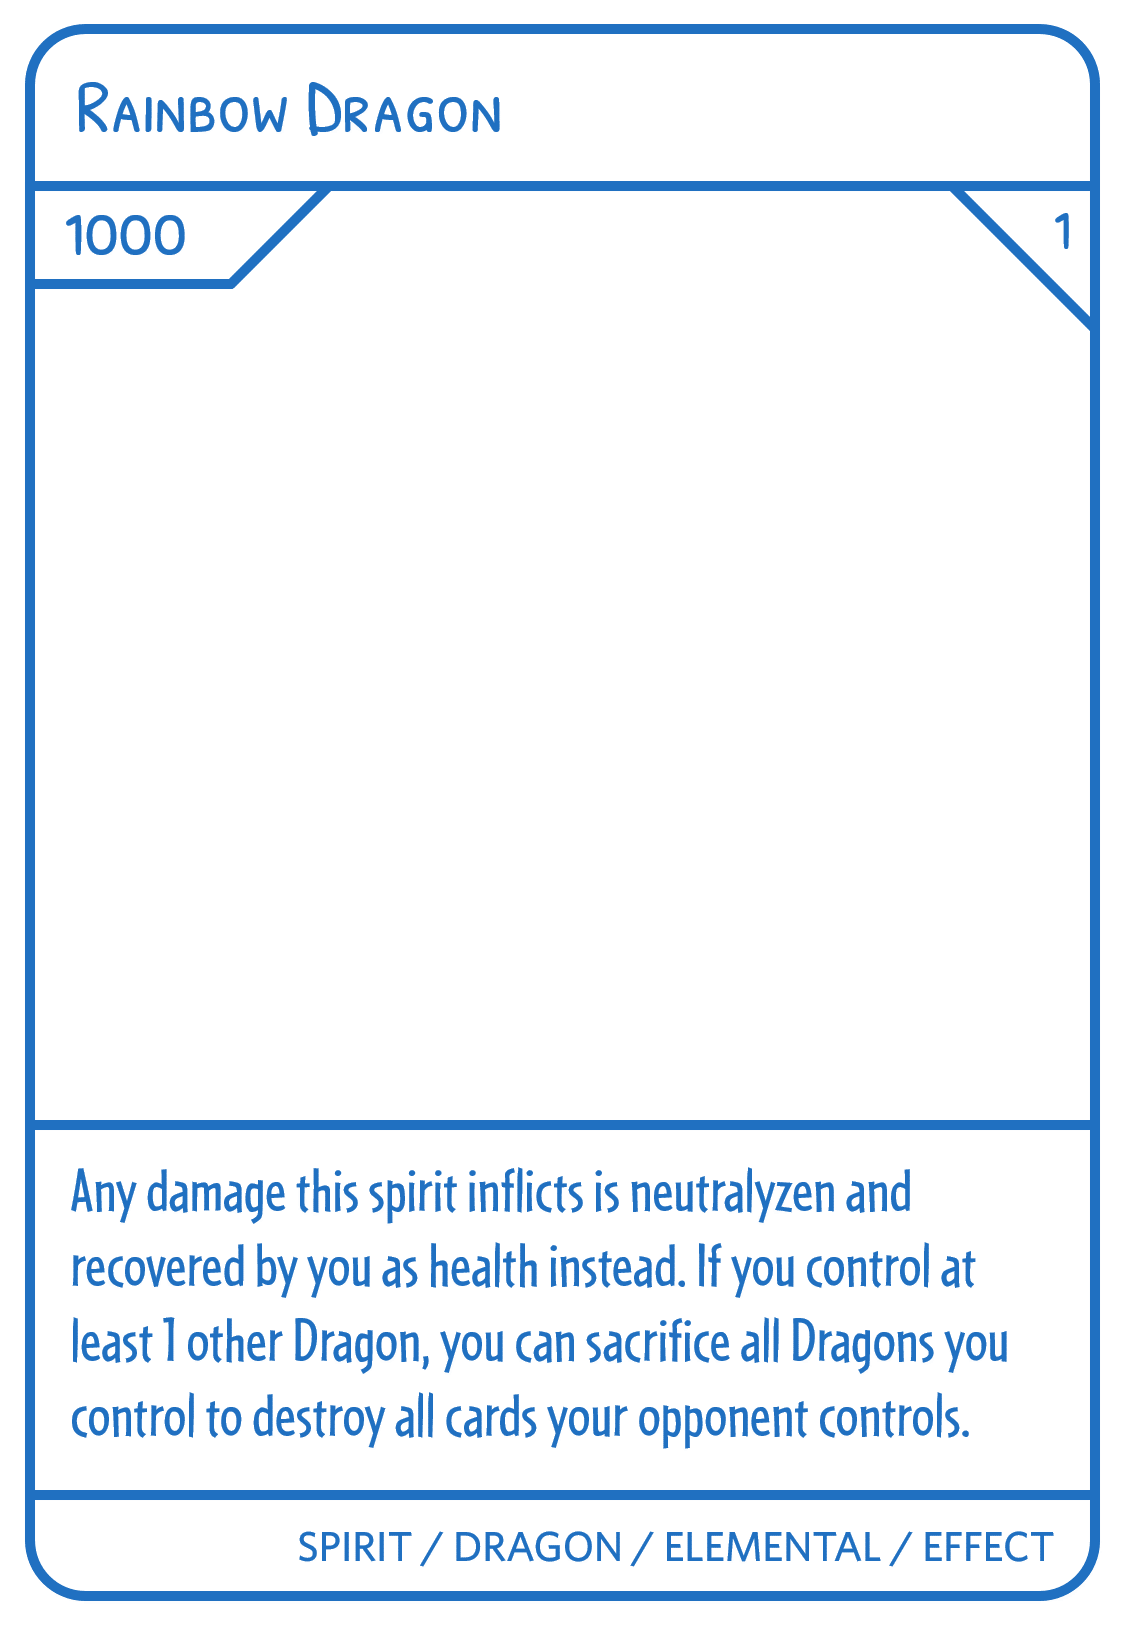 Rainbow Dragon
1000
1
Any damage this spirit inflicts is neutralyzen and
recovered by you as health instead. If you control at
least 1 other Dragon, you can sacrifice all Dragons you
control to destroy all cards your opponent controls.
SPIRIT / DRAGON / ELEMENTAL / EFFECT